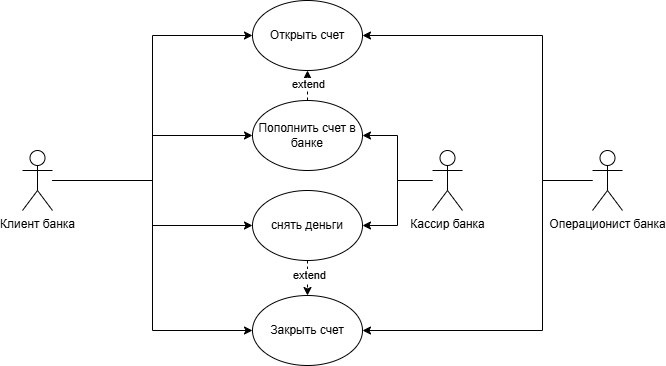 Открыть счет
extend
Пополнить счет в
банке
Клиент банка
Кассир банка
Операционист банка
снять деньги
extend
Закрыть счет